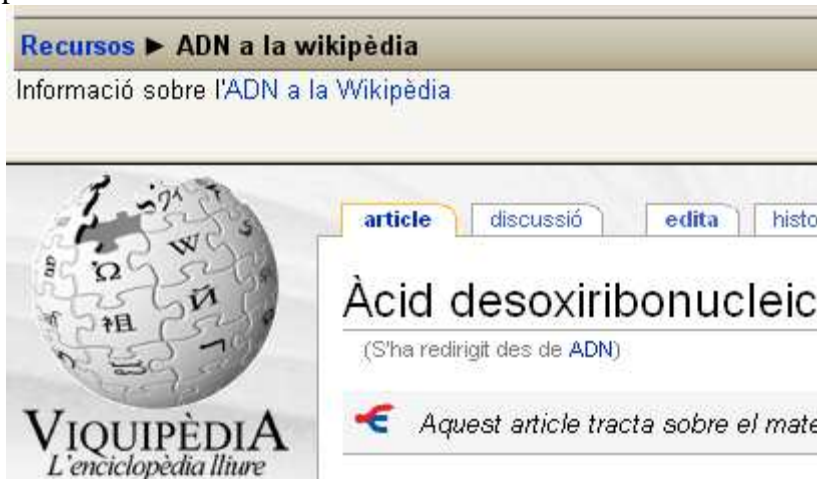 Recursos ► ADN a la wikipèdia
Informació sobre l'ADN a la Wikipèdia
article discussió edita histo
Àcid desoxiribonucleic
(S'ha redirigit des de ADN)
Aquest article tracta sobre el mate
VIQUIPÈDIA
L'enciclopèdia lliure